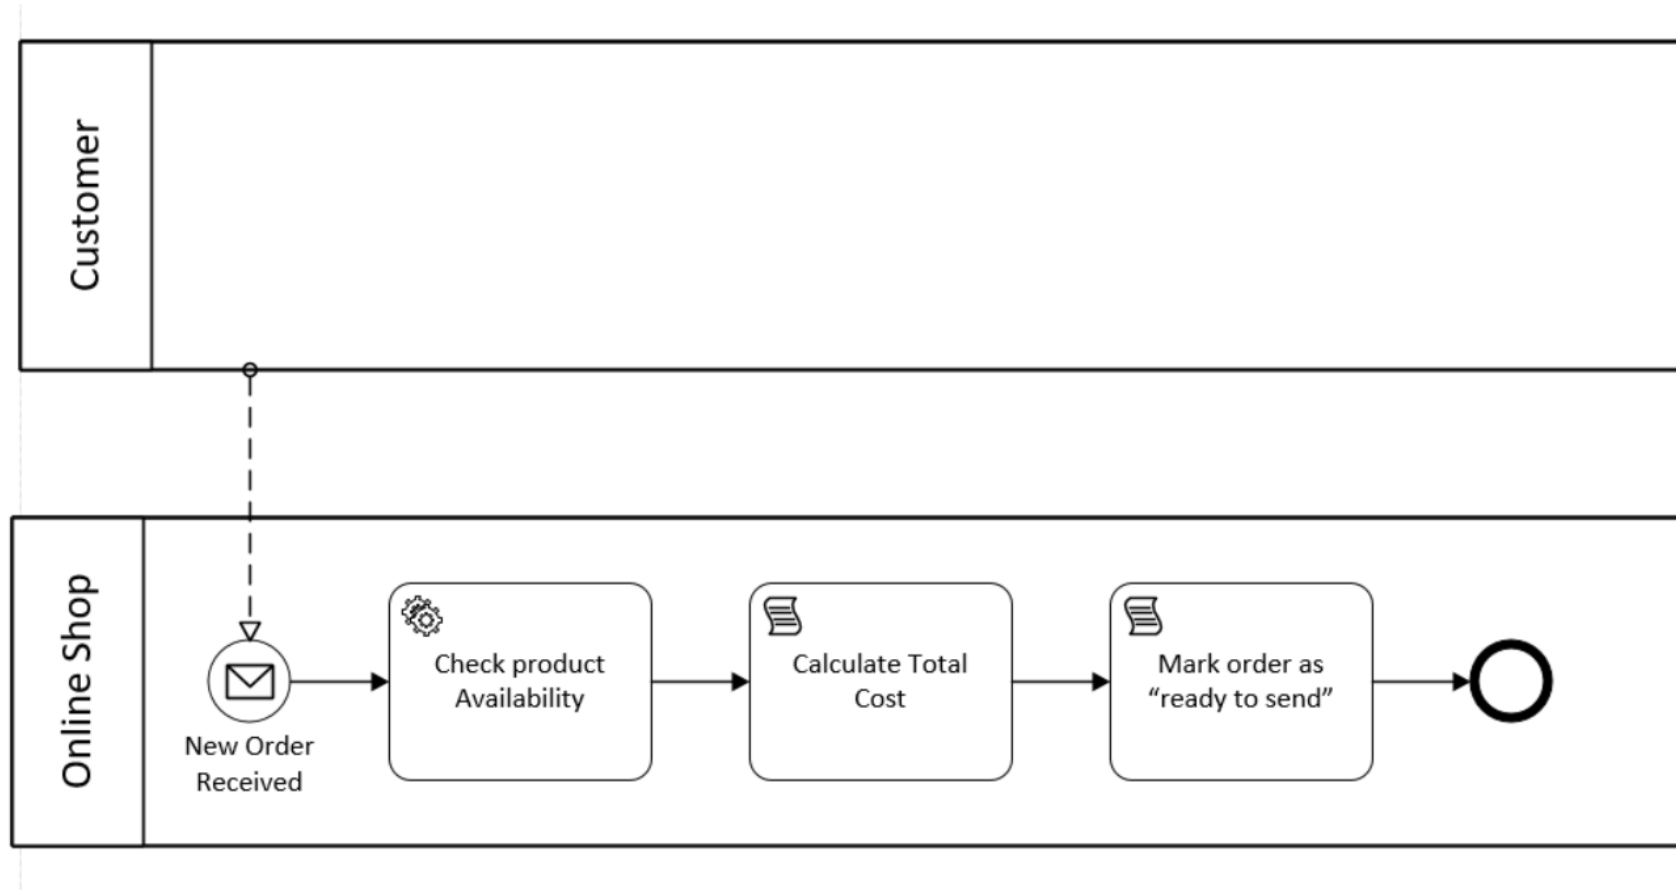 Customer
Online Shop
New Order
Received
Check product
Availability
Calculate Total
Cost
Mark order as
“ready to send”